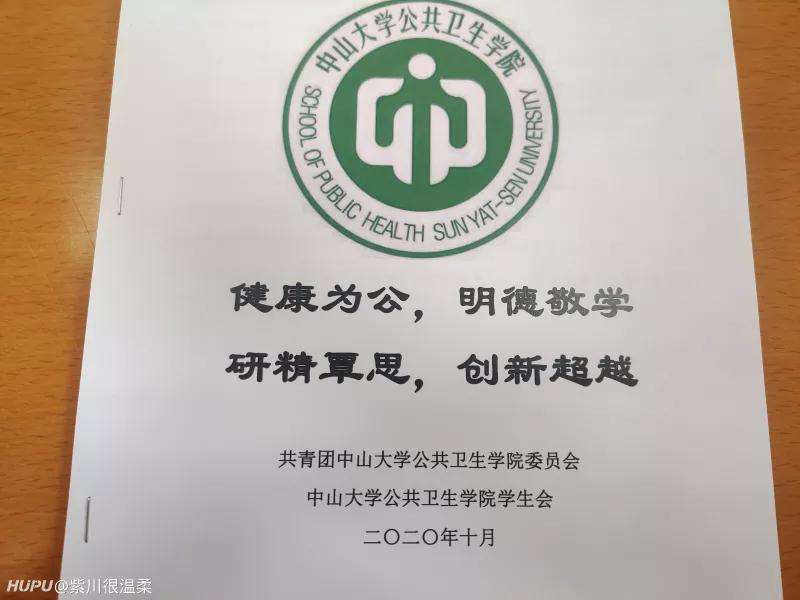 中山大学公共卫生学院
SCHOOL OF PUBLIC HEALTH SUN YAT-SEN UNIVERSITY
健康为公，明德敬学
研精覃思，创新超越
共青团中山大学公共卫生学院委员会
中山大学公共卫生学院学生会
二〇二〇年十月
HUPU@紫川很温柔